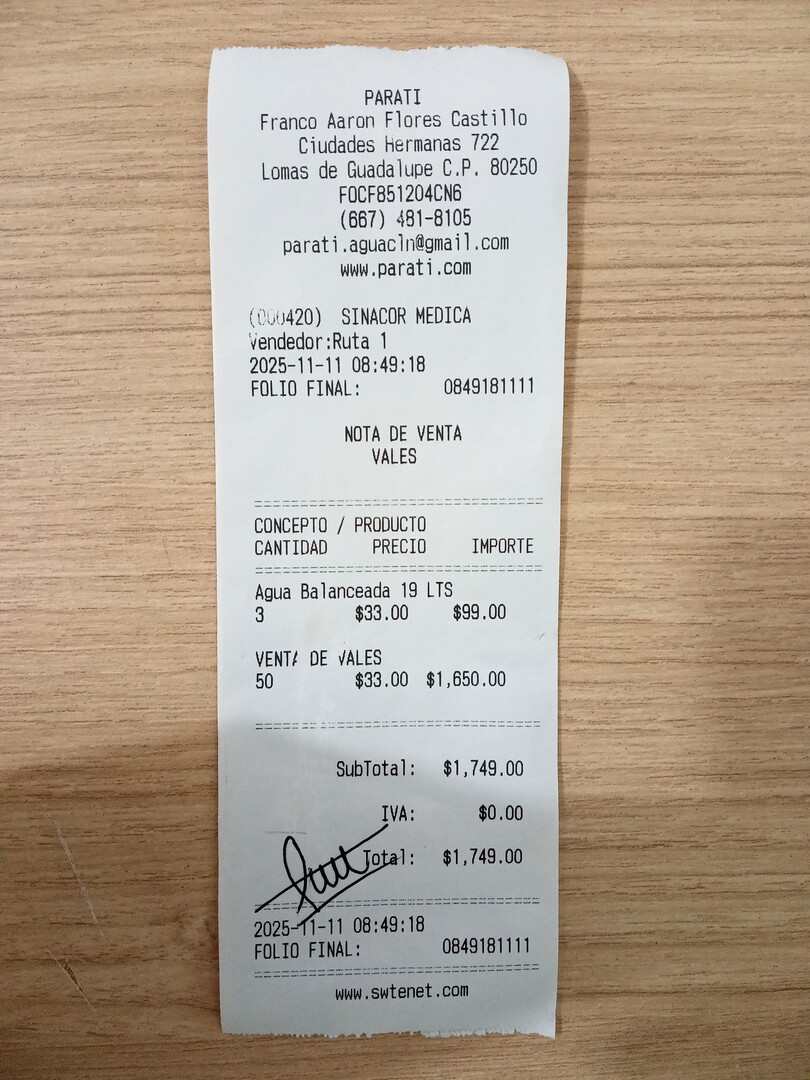 PARATI
Franco Aaron Flores Castillo
Ciudades Hermanas 722
Lomas de Guadalupe C.P. 80250
FOCF851204CN6
(667) 481-8105
parati.aguacln@gmail.com
www.parati.com
(000420) SINACOR MEDICA
Vendedor:Ruta 1
2025-11-11 08:49:18
FOLIO FINAL: 0849181111
NOTA DE VENTA
VALES
CONCEPTO / PRODUCTO
CANTIDAD PRECIO IMPORTE
Agua Balanceada 19 LTS
3 $33.00 $99.00
VENTA DE VALES
50 $33.00 $1,650.00
SubTotal: $1,749.00
IVA: $0.00
Total: $1,749.00
2025-11-11 08:49:18
FOLIO FINAL: 0849181111
www.swtenet.com